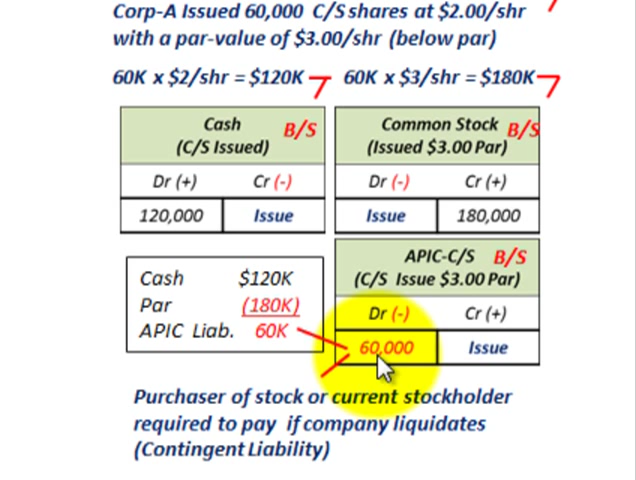 Corp-A Issued 60,000 C/S shares at $2.00/shr
with a par-value of $3.00/shr (below par)
60K x $2/shr = $120K 60K x $3/shr = $180K
Cash B/S
(C/S Issued)
Dr (+) Cr (-)
120,000 Issue
Common Stock B/S
(Issued $3.00 Par)
Dr (-) Cr (+)
Issue 180,000
Cash $120K
Par (180K)
APIC Liab. 60K
APIC-C/S B/S
(C/S Issue $3.00 Par)
Dr (-) Cr (+)
60,000 Issue
Purchaser of stock or current stockholder
required to pay if company liquidates
(Contingent Liability)